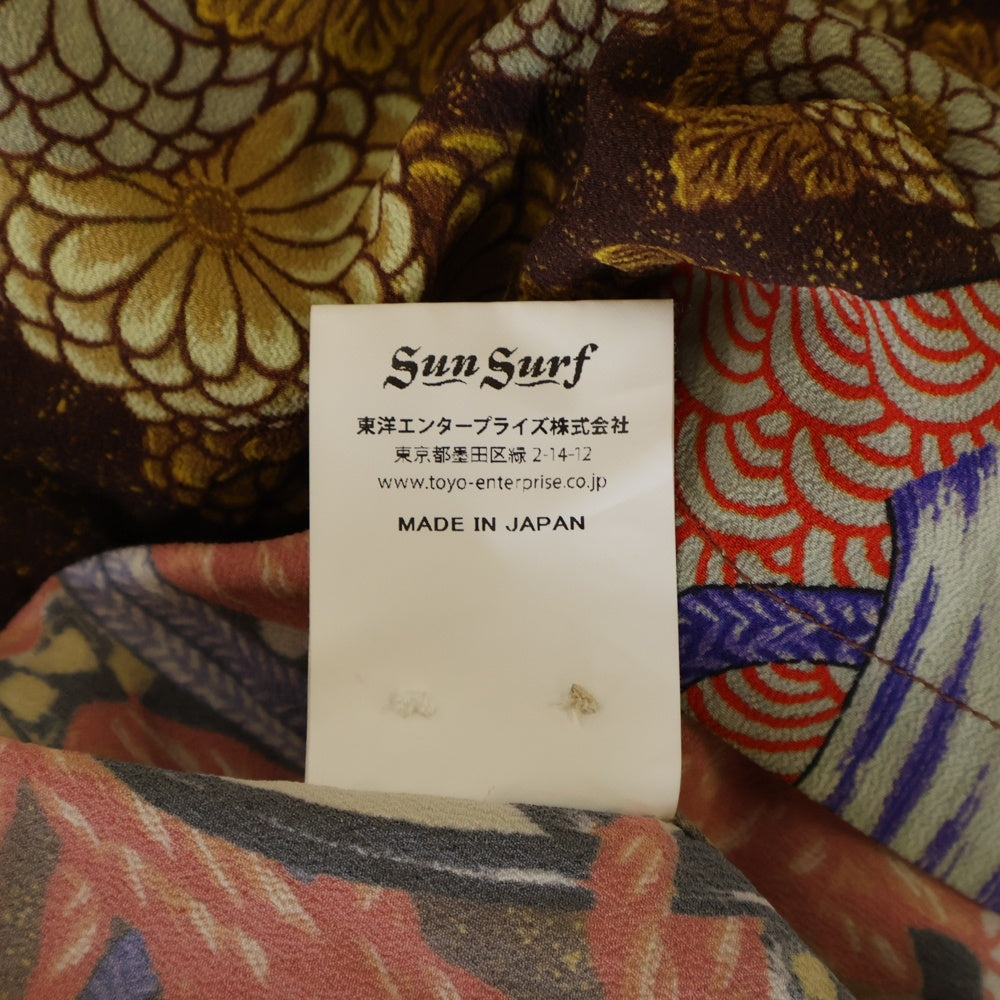 Sun Surf
東洋エンタープライズ株式会社
東京都墨田区緑 2-14-12
www.toyo-enterprise.co.jp
MADE IN JAPAN